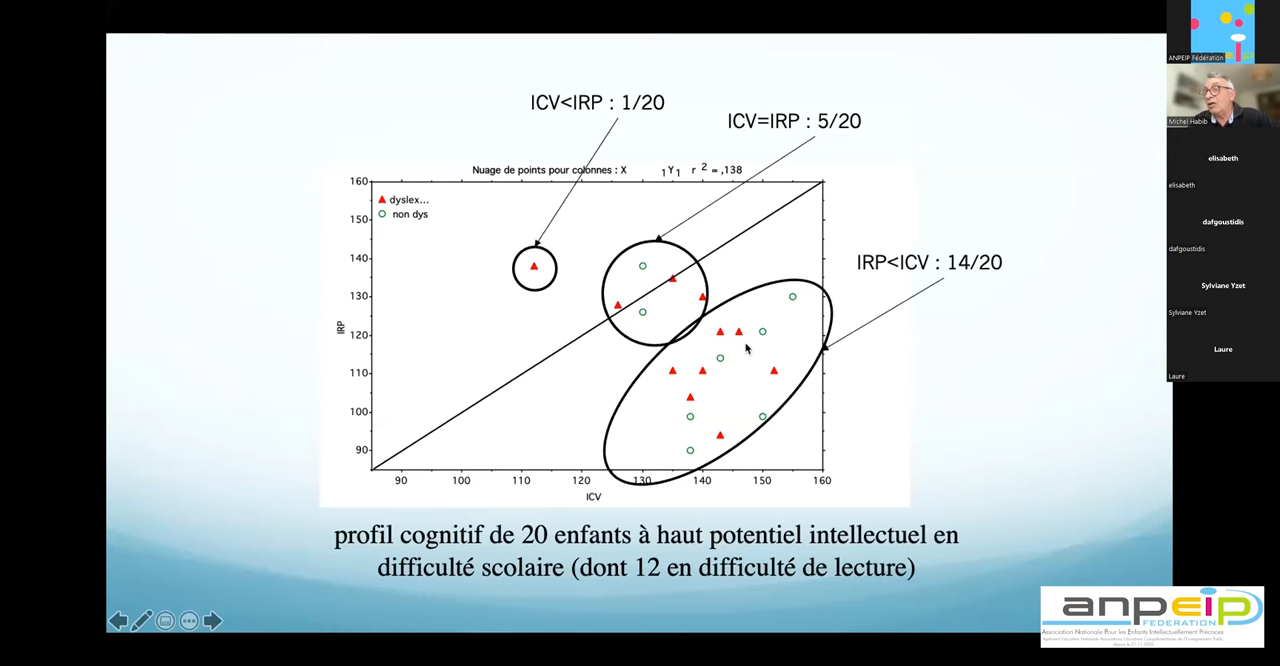 ICV<IRP : 1/20
ICV=IRP : 5/20
IRP<ICV : 14/20
Nuage de points pour colonnes : X 1Y1 r 2 = ,138
dyslex...
non dys
160
150
140
130
120
110
100
90
IRP
90 100 110 120 130 140 150 160
ICV
profil cognitif de 20 enfants à haut potentiel intellectuel en
difficulté scolaire (dont 12 en difficulté de lecture)
ANPEIP Fédération
Michel Habib
elisabeth
elisabeth
dafgoustidis
dafgoustidis
Sylviane Yzet
Sylviane Yzet
Laure
Laure
anpeip
FEDERATION
Association Nationale Pour les Enfants Intellectuellement Précoces